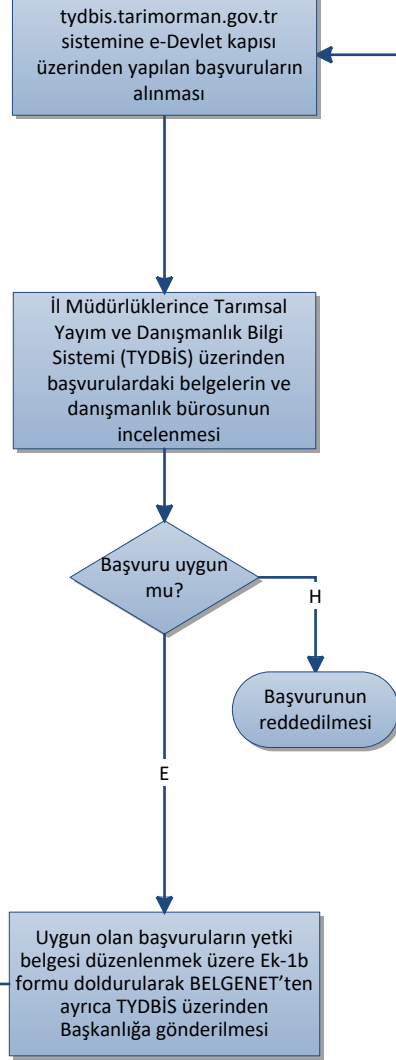 tydbis.tarimorman.gov.tr
sistemine e-Devlet kapısı
üzerinden yapılan başvuruların
alınması
İl Müdürlüklerince Tarımsal
Yayım ve Danışmanlık Bilgi
Sistemi (TYDBİS) üzerinden
başvurulardaki belgelerin ve
danışmanlık bürosunun
incelenmesi
Başvuru uygun
mu?
H
Başvurunun
reddedilmesi
E
Uygun olan başvuruların yetki
belgesi düzenlenmek üzere Ek-1b
formu doldurularak BELGENET’ten
ayrıca TYDBİS üzerinden
Başkanlığa gönderilmesi